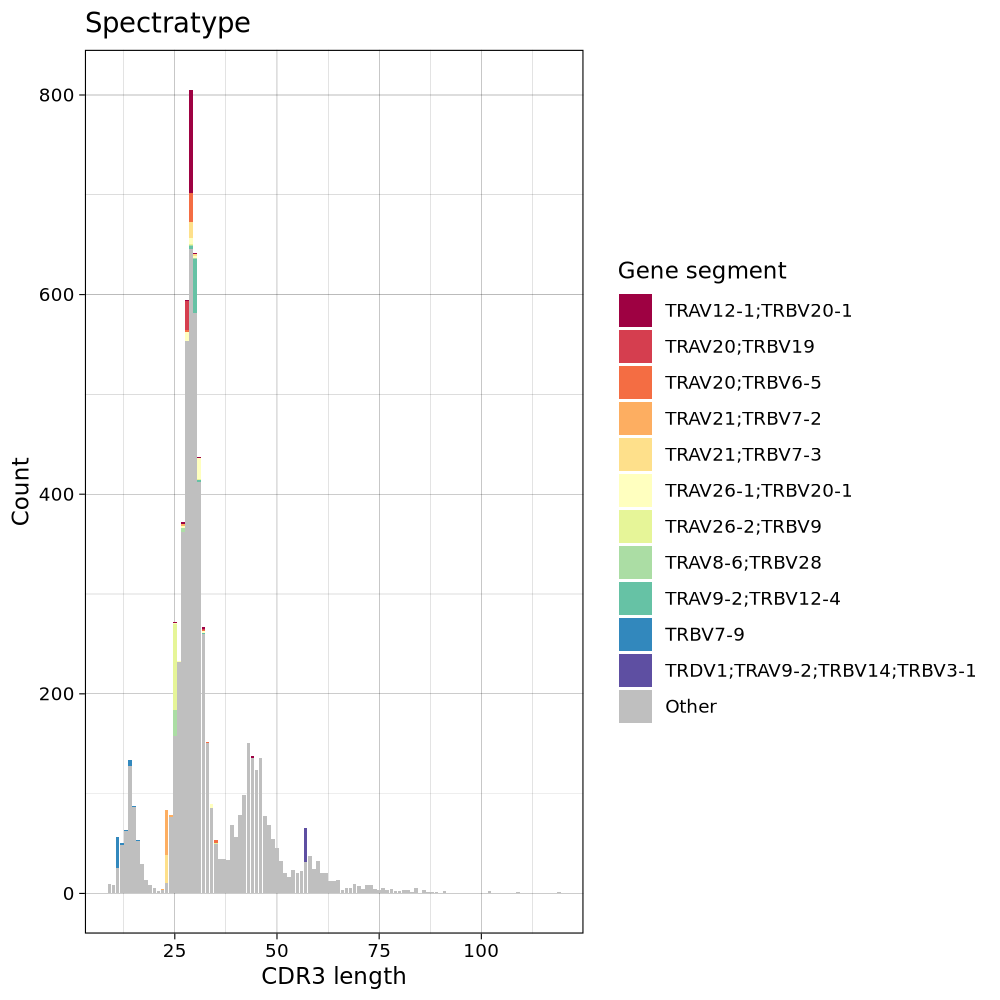 Spectratype
800
600
400
200
0
Count
25
50
75
100
CDR3 length
Gene segment
TRAV12-1;TRBV20-1
TRAV20;TRBV19
TRAV20;TRBV6-5
TRAV21;TRBV7-2
TRAV21;TRBV7-3
TRAV26-1;TRBV20-1
TRAV26-2;TRBV9
TRAV8-6;TRBV28
TRAV9-2;TRBV12-4
TRBV7-9
TRDV1;TRAV9-2;TRBV14;TRBV3-1
Other